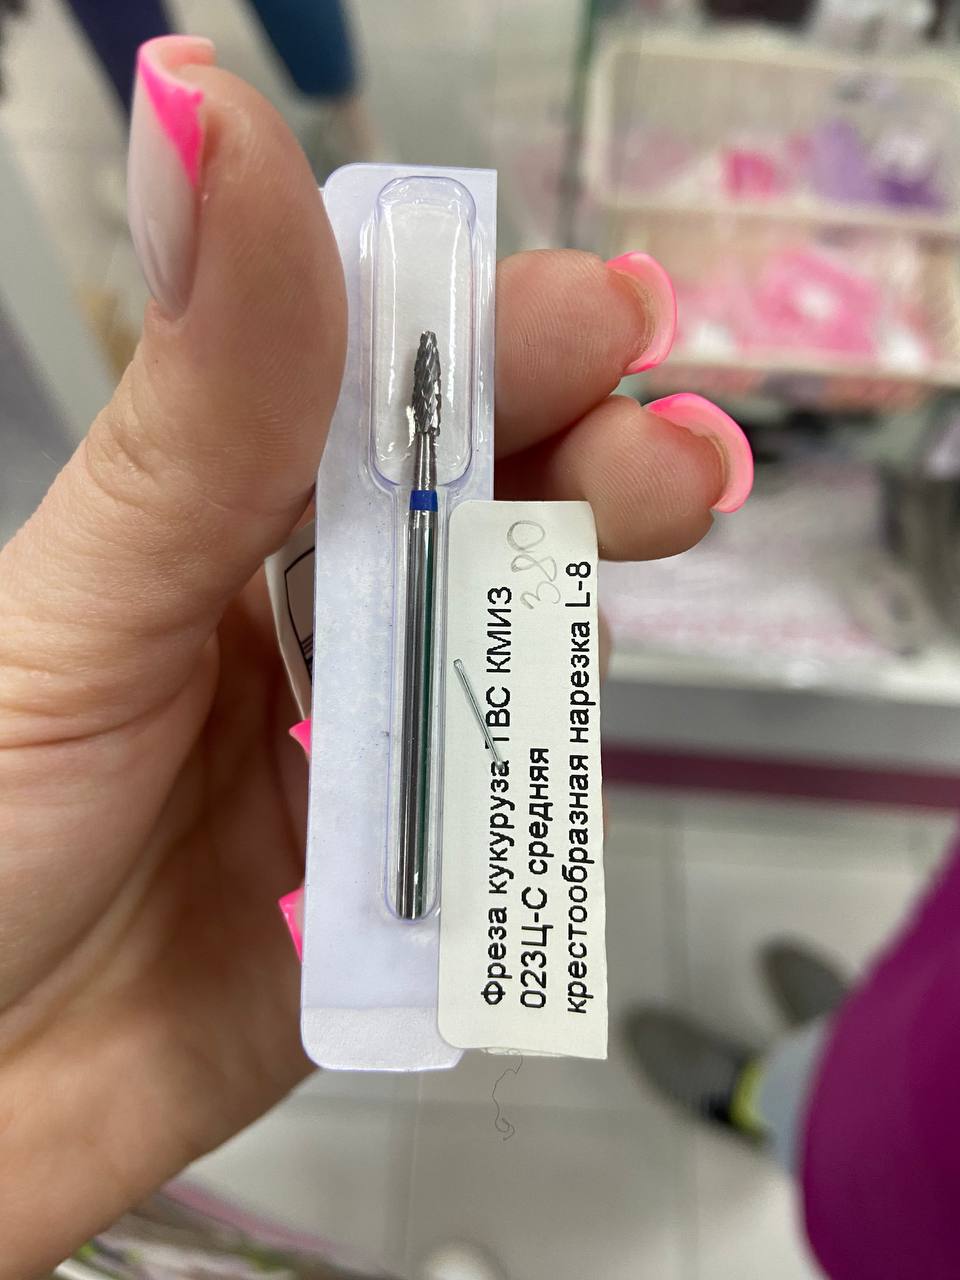 Фреза кукуруза ТВС КМИЗ
023Ц-С средняя
крестообразная нарезка L-8
380